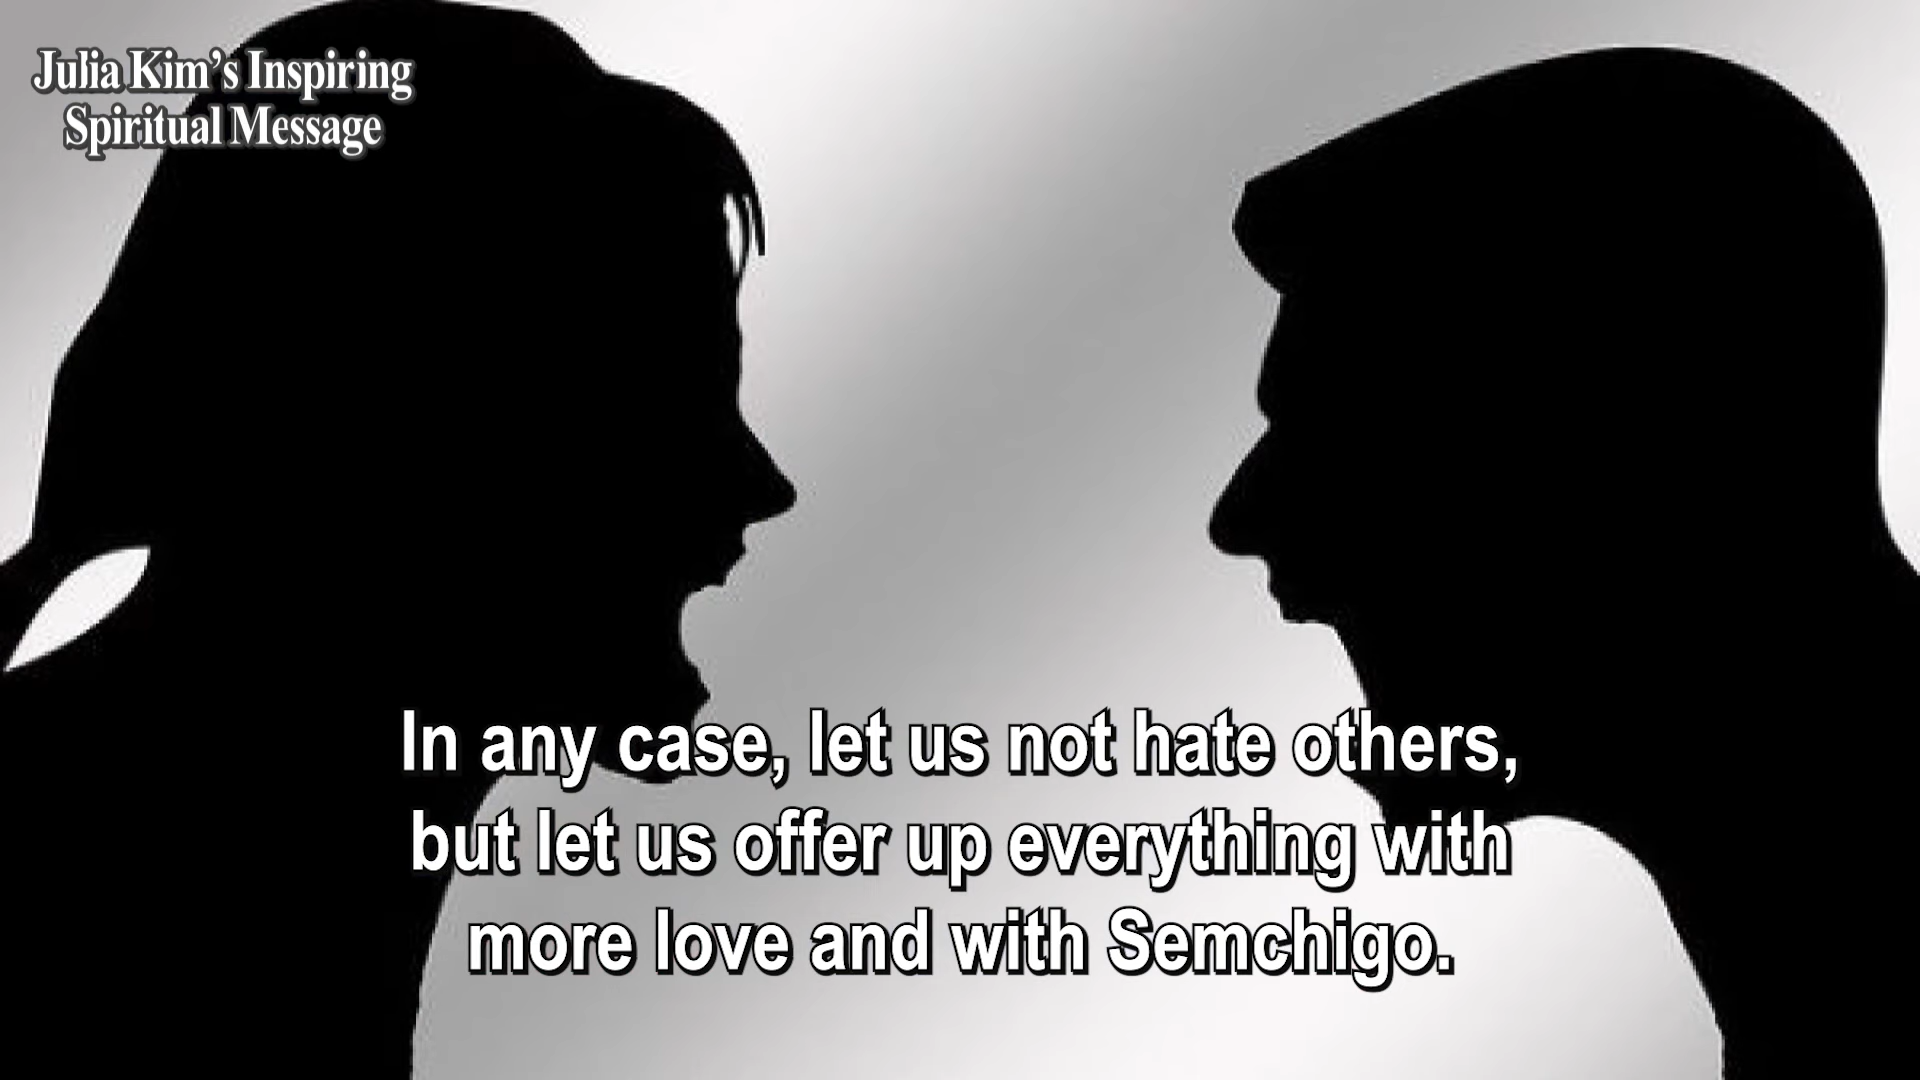 Julia Kim's Inspiring
Spiritual Message
In any case, let us not hate others,
but let us offer up everything with
more love and with Semchigo.